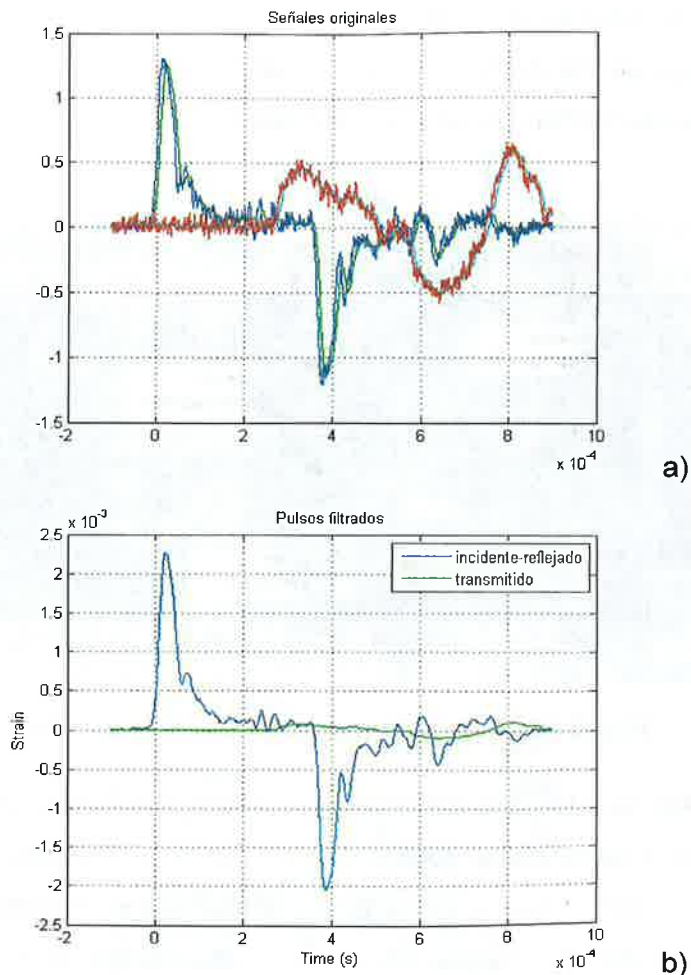 Señales originales
1.5
1
0.5
0
-0.5
-1
-1.5
-2 0 2 4 6 8 10
x 10⁻⁴
a)
x 10⁻³
Pulsos filtrados
2.5
2
1.5
1
0.5
0
-0.5
-1
-1.5
-2
-2.5
Strain
incidente-reflejado
transmitido
-2 0 2 4 6 8 10
Time (s)
x 10⁻⁴
b)